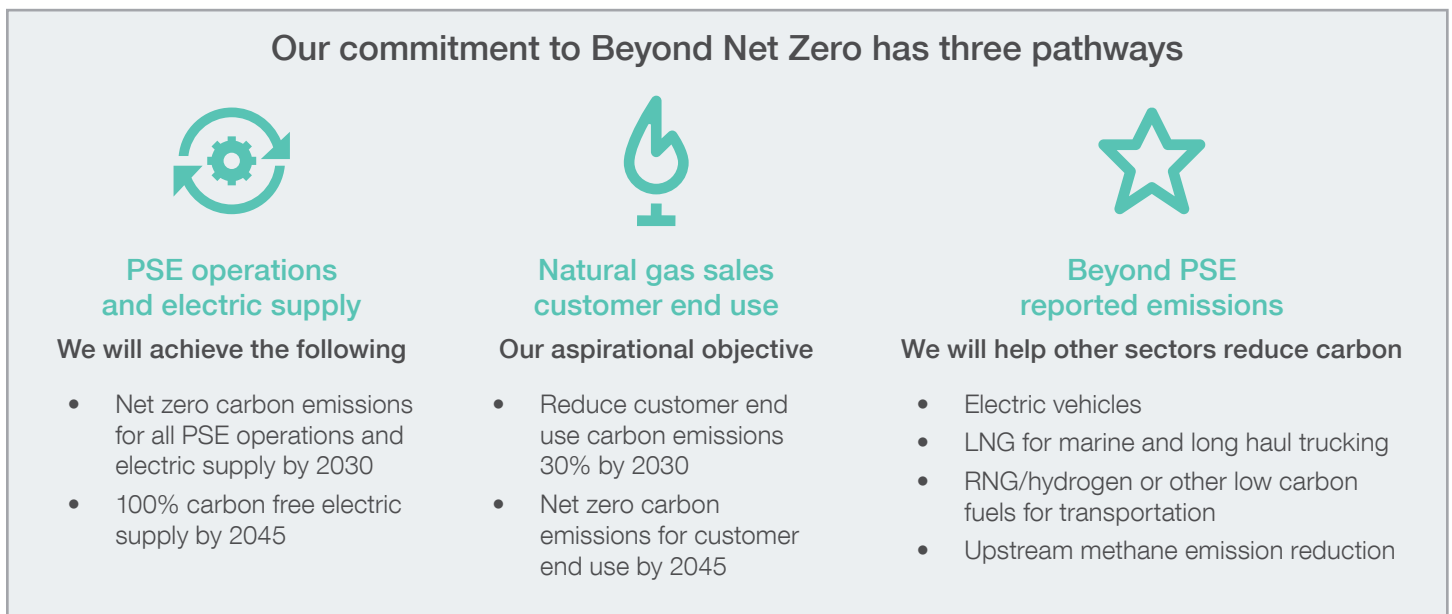 Our commitment to Beyond Net Zero has three pathways
PSE operations
and electric supply
We will achieve the following
• Net zero carbon emissions
for all PSE operations and
electric supply by 2030
• 100% carbon free electric
supply by 2045
Natural gas sales
customer end use
Our aspirational objective
• Reduce customer end
use carbon emissions
30% by 2030
• Net zero carbon
emissions for customer
end use by 2045
Beyond PSE
reported emissions
We will help other sectors reduce carbon
• Electric vehicles
• LNG for marine and long haul trucking
• RNG/hydrogen or other low carbon
fuels for transportation
• Upstream methane emission reduction